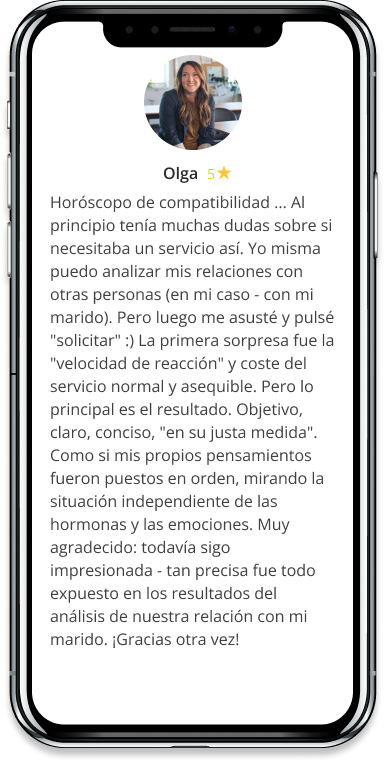 Olga 5★
Horóscopo de compatibilidad ... Al
principio tenía muchas dudas sobre si
necesitaba un servicio así. Yo misma
puedo analizar mis relaciones con
otras personas (en mi caso - con mi
marido). Pero luego me asusté y pulsé
"solicitar" :) La primera sorpresa fue la
"velocidad de reacción" y coste del
servicio normal y asequible. Pero lo
principal es el resultado. Objetivo,
claro, conciso, "en su justa medida".
Como si mis propios pensamientos
fueron puestos en orden, mirando la
situación independiente de las
hormonas y las emociones. Muy
agradecido: todavía sigo
impresionada - tan precisa fue todo
expuesto en los resultados del
análisis de nuestra relación con mi
marido. ¡Gracias otra vez!